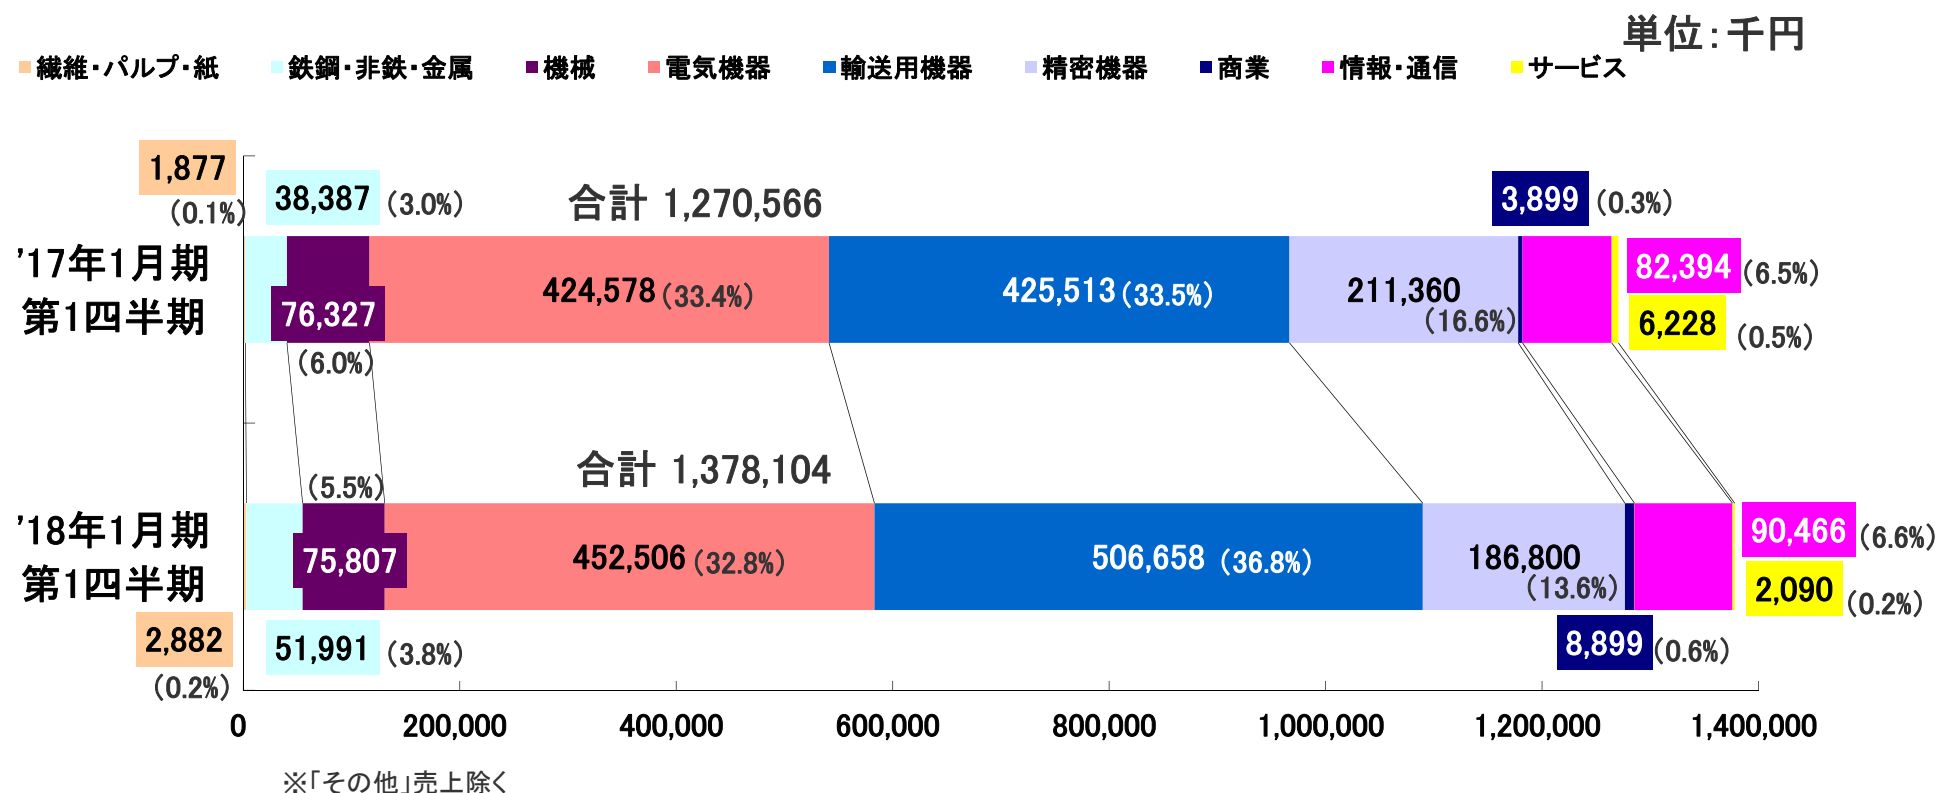 単位：千円
繊維・パルプ・紙 鉄鋼・非鉄・金属 機械 電気機器 輸送用機器 精密機器 商業 情報・通信 サービス
1,877
(0.1%)
38,387 (3.0%)
合計 1,270,566
3,899 (0.3%)
'17年1月期
第1四半期
76,327
(6.0%)
424,578 (33.4%)
425,513 (33.5%)
211,360
(16.6%)
82,394 (6.5%)
6,228 (0.5%)
合計 1,378,104
(5.5%)
'18年1月期
第1四半期
75,807
452,506 (32.8%)
506,658 (36.8%)
186,800
(13.6%)
90,466 (6.6%)
2,090 (0.2%)
2,882
(0.2%)
51,991 (3.8%)
8,899 (0.6%)
0 200,000 400,000 600,000 800,000 1,000,000 1,200,000 1,400,000
※「その他」売上除く